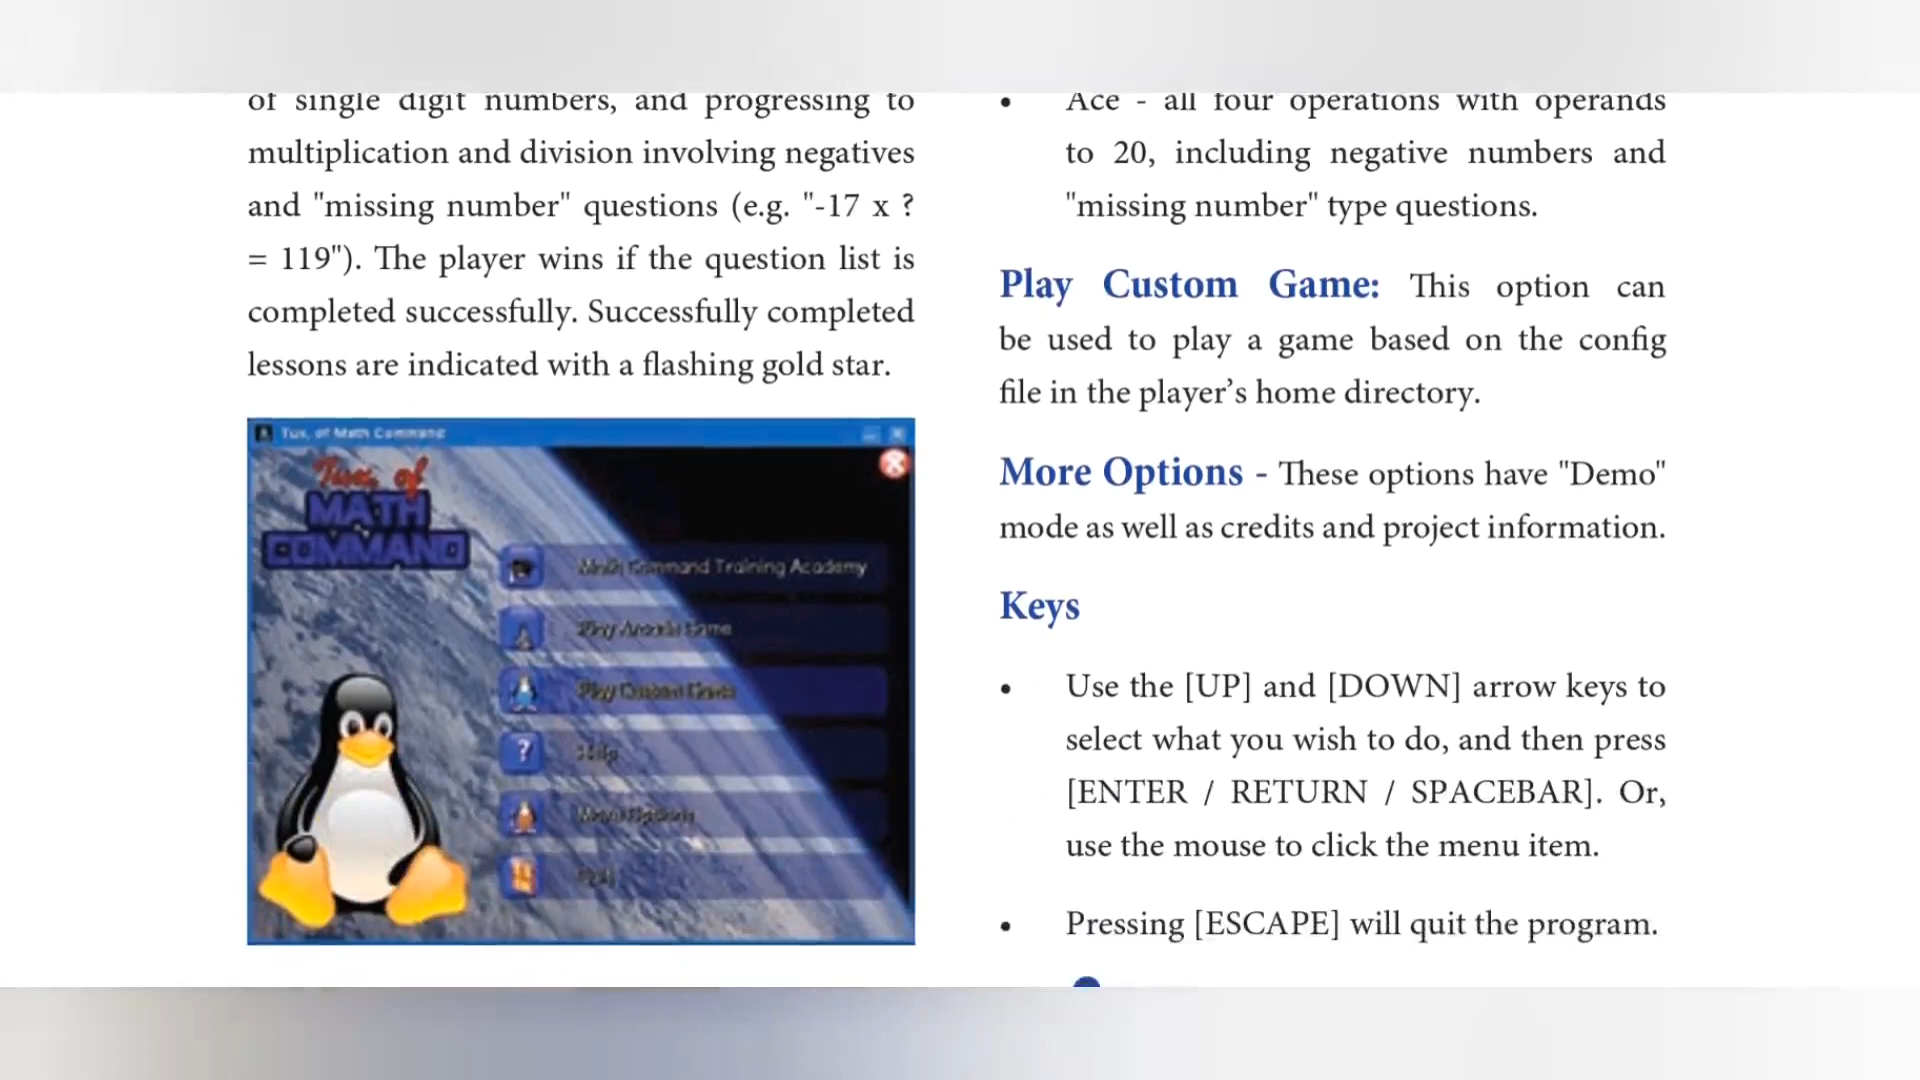 of single digit numbers, and progressing to
multiplication and division involving negatives
and "missing number" questions (e.g. "-17 x ?
= 119"). The player wins if the question list is
completed successfully. Successfully completed
lessons are indicated with a flashing gold star.
Tux, of Math Command
Tux, of
MATH
COMMAND
Math Command Training Academy
Play Arcade Game
Play Custom Game
Help
More Options
Quit
• Ace - all four operations with operands
to 20, including negative numbers and
"missing number" type questions.
Play Custom Game: This option can
be used to play a game based on the config
file in the player’s home directory.
More Options - These options have "Demo"
mode as well as credits and project information.
Keys
• Use the [UP] and [DOWN] arrow keys to
select what you wish to do, and then press
[ENTER / RETURN / SPACEBAR]. Or,
use the mouse to click the menu item.
• Pressing [ESCAPE] will quit the program.